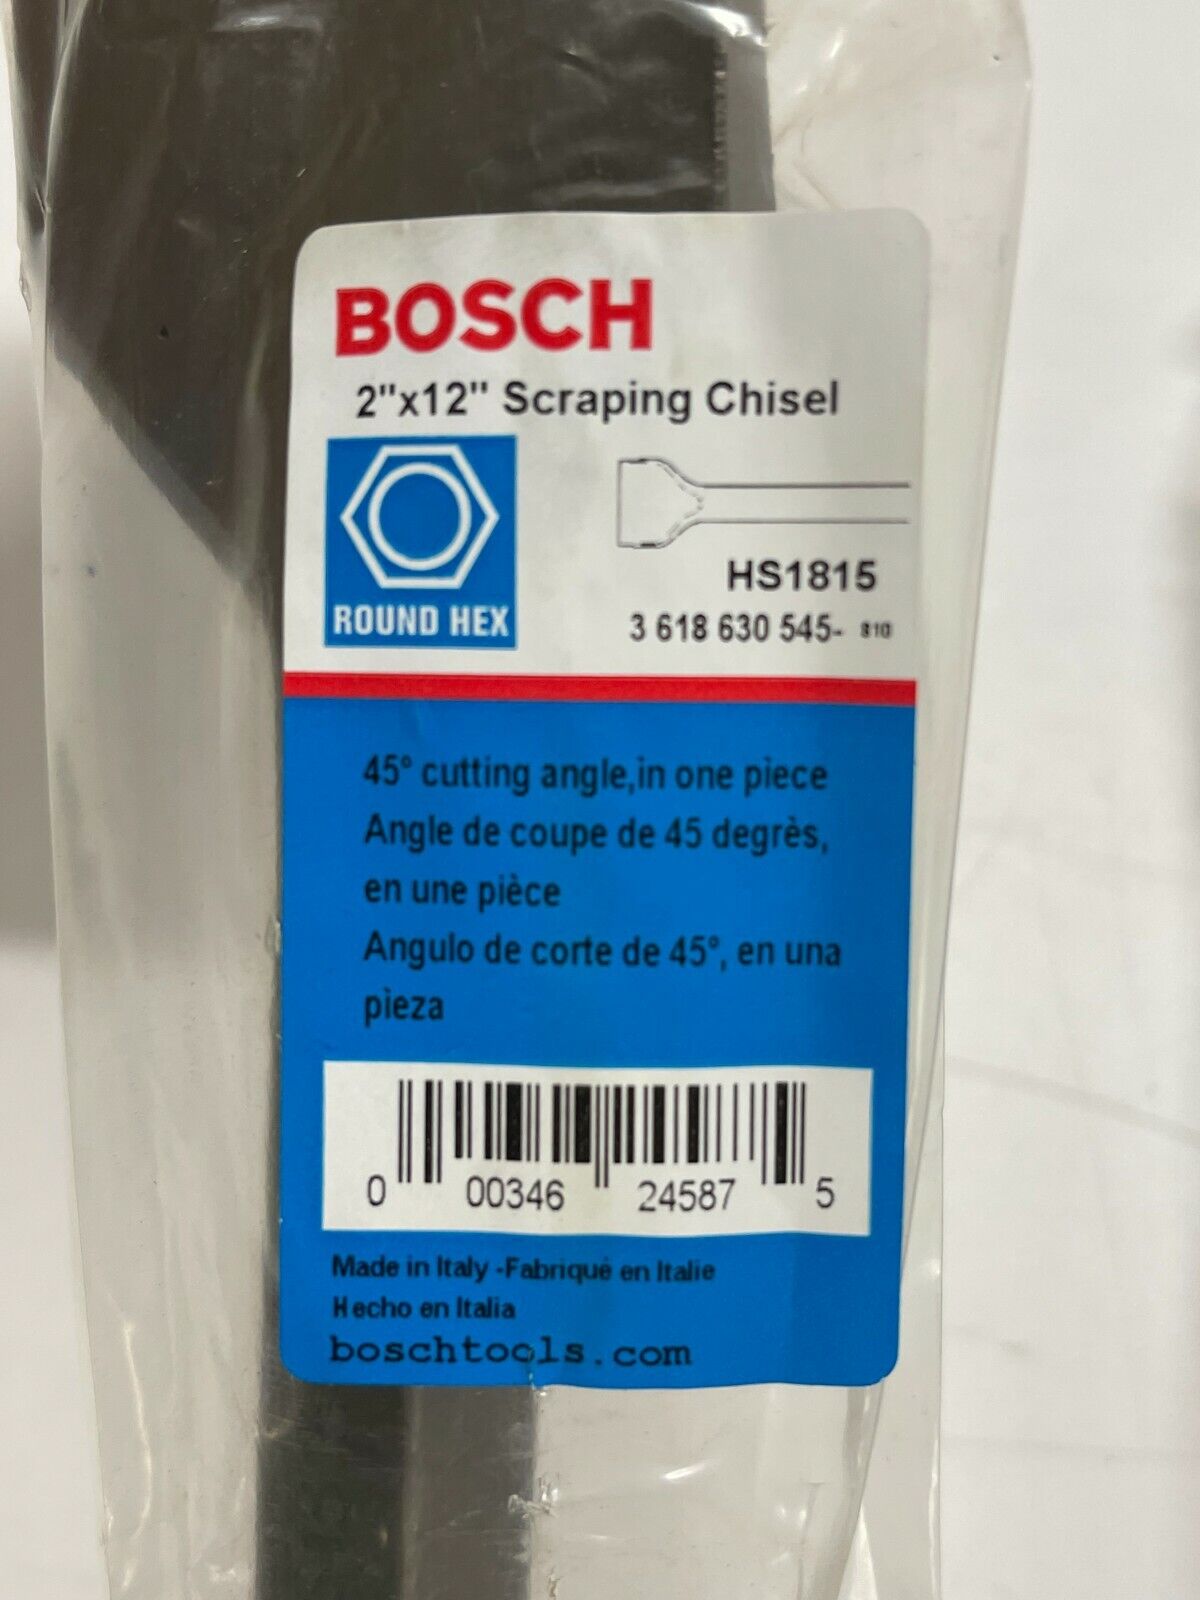 BOSCH
2"x12" Scraping Chisel
ROUND HEX
HS1815
3 618 630 545- 810
45° cutting angle,in one piece
Angle de coupe de 45 degrès,
en une pièce
Angulo de corte de 45°, en una
pieza
0 00346 24587 5
Made in Italy -Fabriqué en Italie
Hecho en Italia
boschtools.com